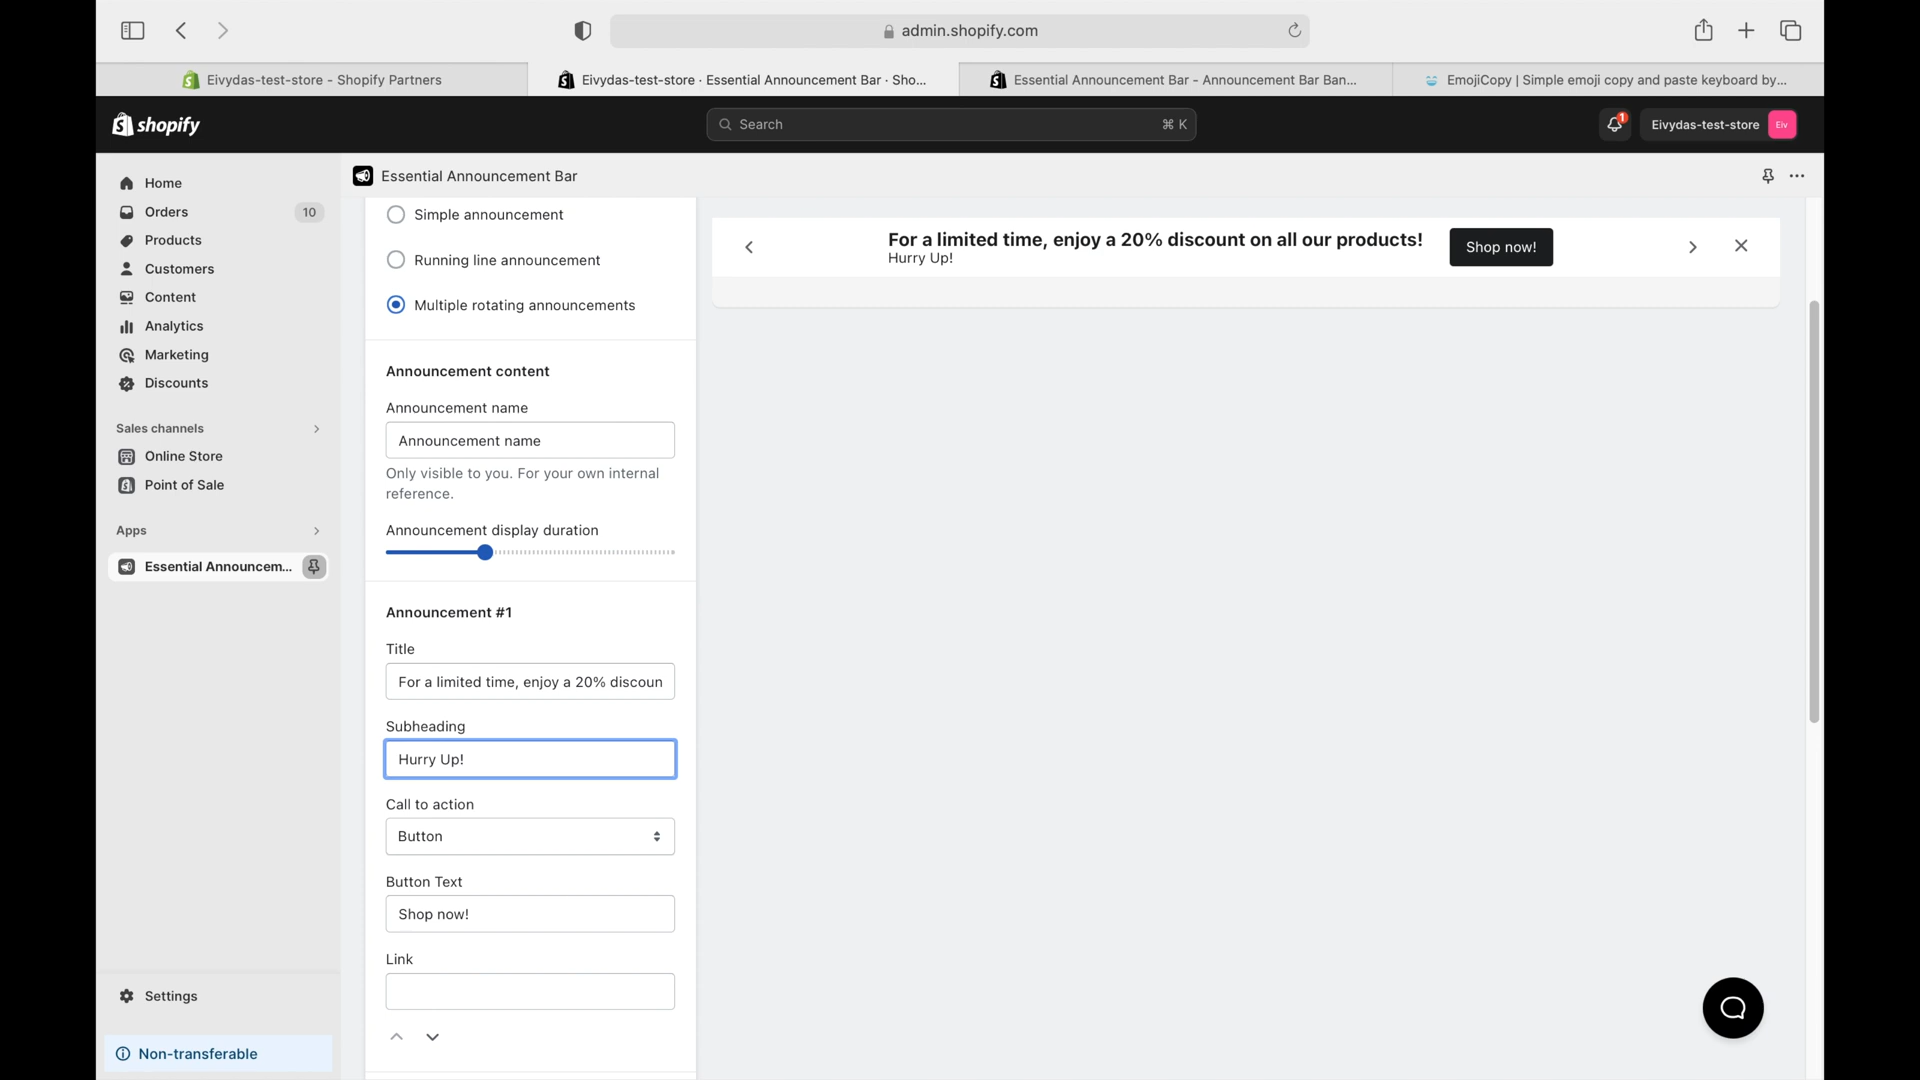 admin.shopify.com
Eivydas-test-store - Shopify Partners
Eivydas-test-store · Essential Announcement Bar · Sho...
Essential Announcement Bar - Announcement Bar Ban...
EmojiCopy | Simple emoji copy and paste keyboard by...
shopify
Search
⌘ K
1
Eivydas-test-store
Eiv
Home
Orders
10
Products
Customers
Content
Analytics
Marketing
Discounts
Sales channels
Online Store
Point of Sale
Apps
Essential Announcem...
Settings
Non-transferable
Essential Announcement Bar
Simple announcement
Running line announcement
Multiple rotating announcements
Announcement content
Announcement name
Announcement name
Only visible to you. For your own internal
reference.
Announcement display duration
Announcement #1
Title
For a limited time, enjoy a 20% discoun
Subheading
Hurry Up!
Call to action
Button
Button Text
Shop now!
Link
For a limited time, enjoy a 20% discount on all our products!
Hurry Up!
Shop now!